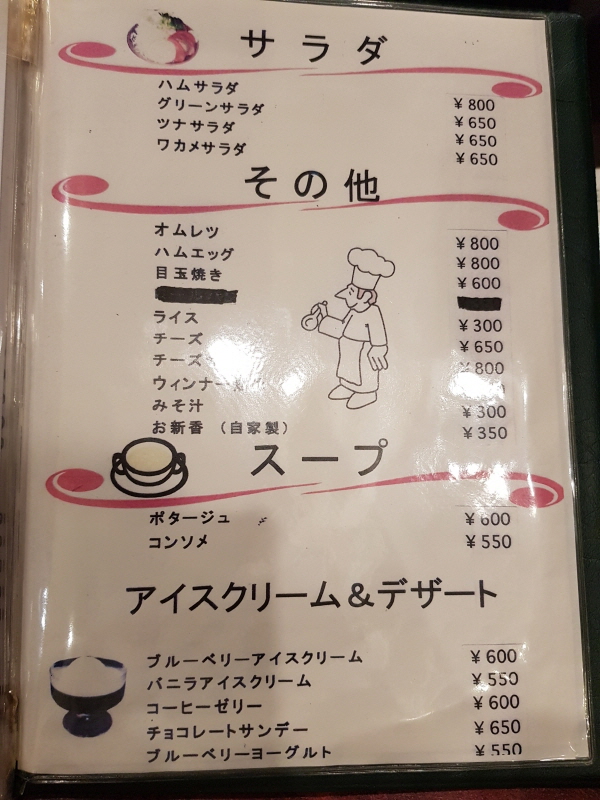 サラダ
ハムサラダ ¥800
グリーンサラダ ¥650
ツナサラダ ¥650
ワカメサラダ ¥650
その他
オムレツ ¥800
ハムエッグ ¥800
目玉焼き ¥600
ライス ¥300
チーズ ¥650
チーズ ¥800
ウィンナー
みそ汁 ¥300
お新香 (自家製) ¥350
スープ
ポタージュ ¥600
コンソメ ¥550
アイスクリーム&デザート
ブルーベリーアイスクリーム ¥600
バニラアイスクリーム ¥550
コーヒーゼリー ¥600
チョコレートサンデー ¥650
ブルーベリーヨーグルト ¥550